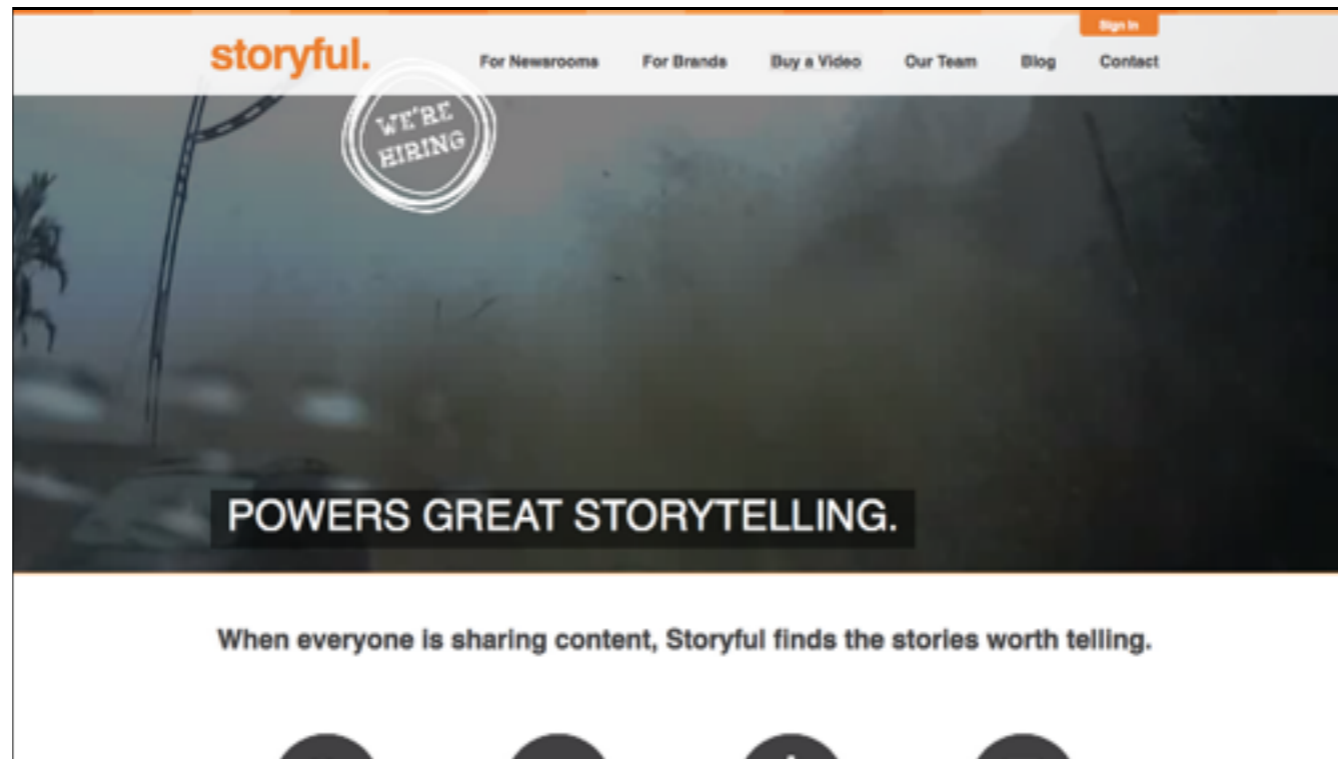 Sign In
storyful.
For Newsrooms For Brands Buy a Video Our Team Blog Contact
WE'RE
HIRING
POWERS GREAT STORYTELLING.
When everyone is sharing content, Storyful finds the stories worth telling.